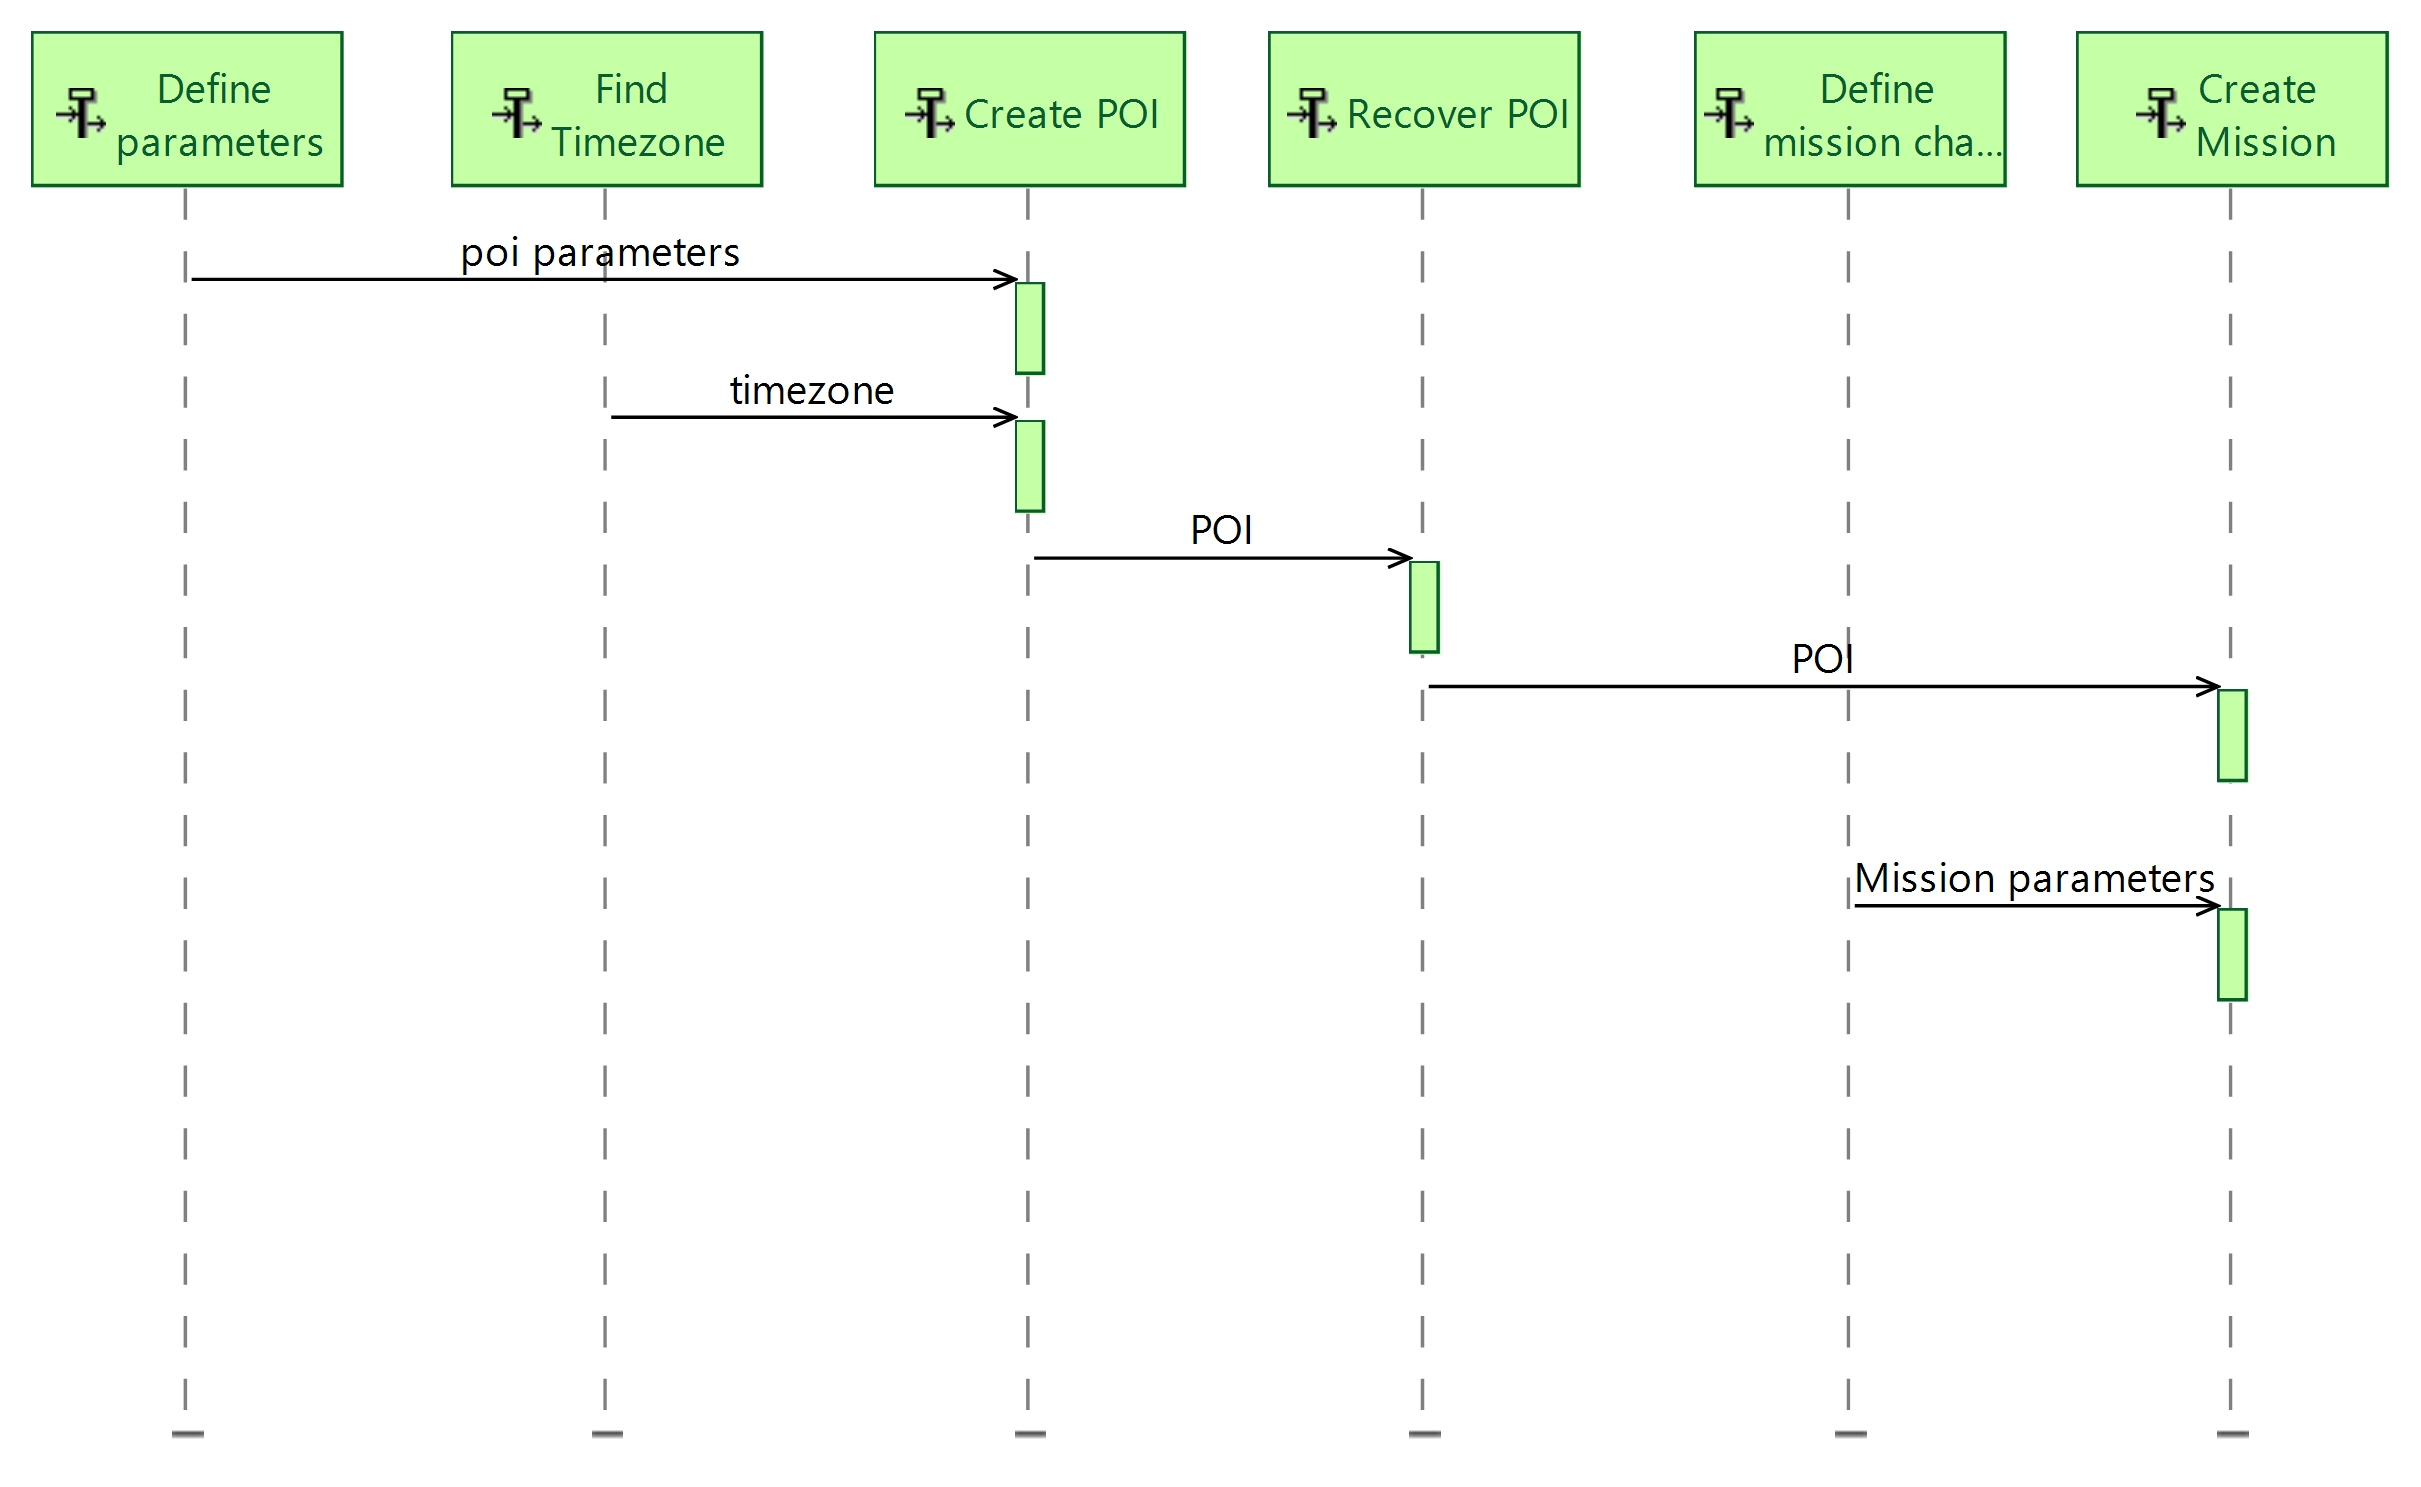 Define
parameters
Find
Timezone
Create POI
Recover POI
Define
mission cha...
Create
Mission
poi parameters
timezone
POI
POI
Mission parameters